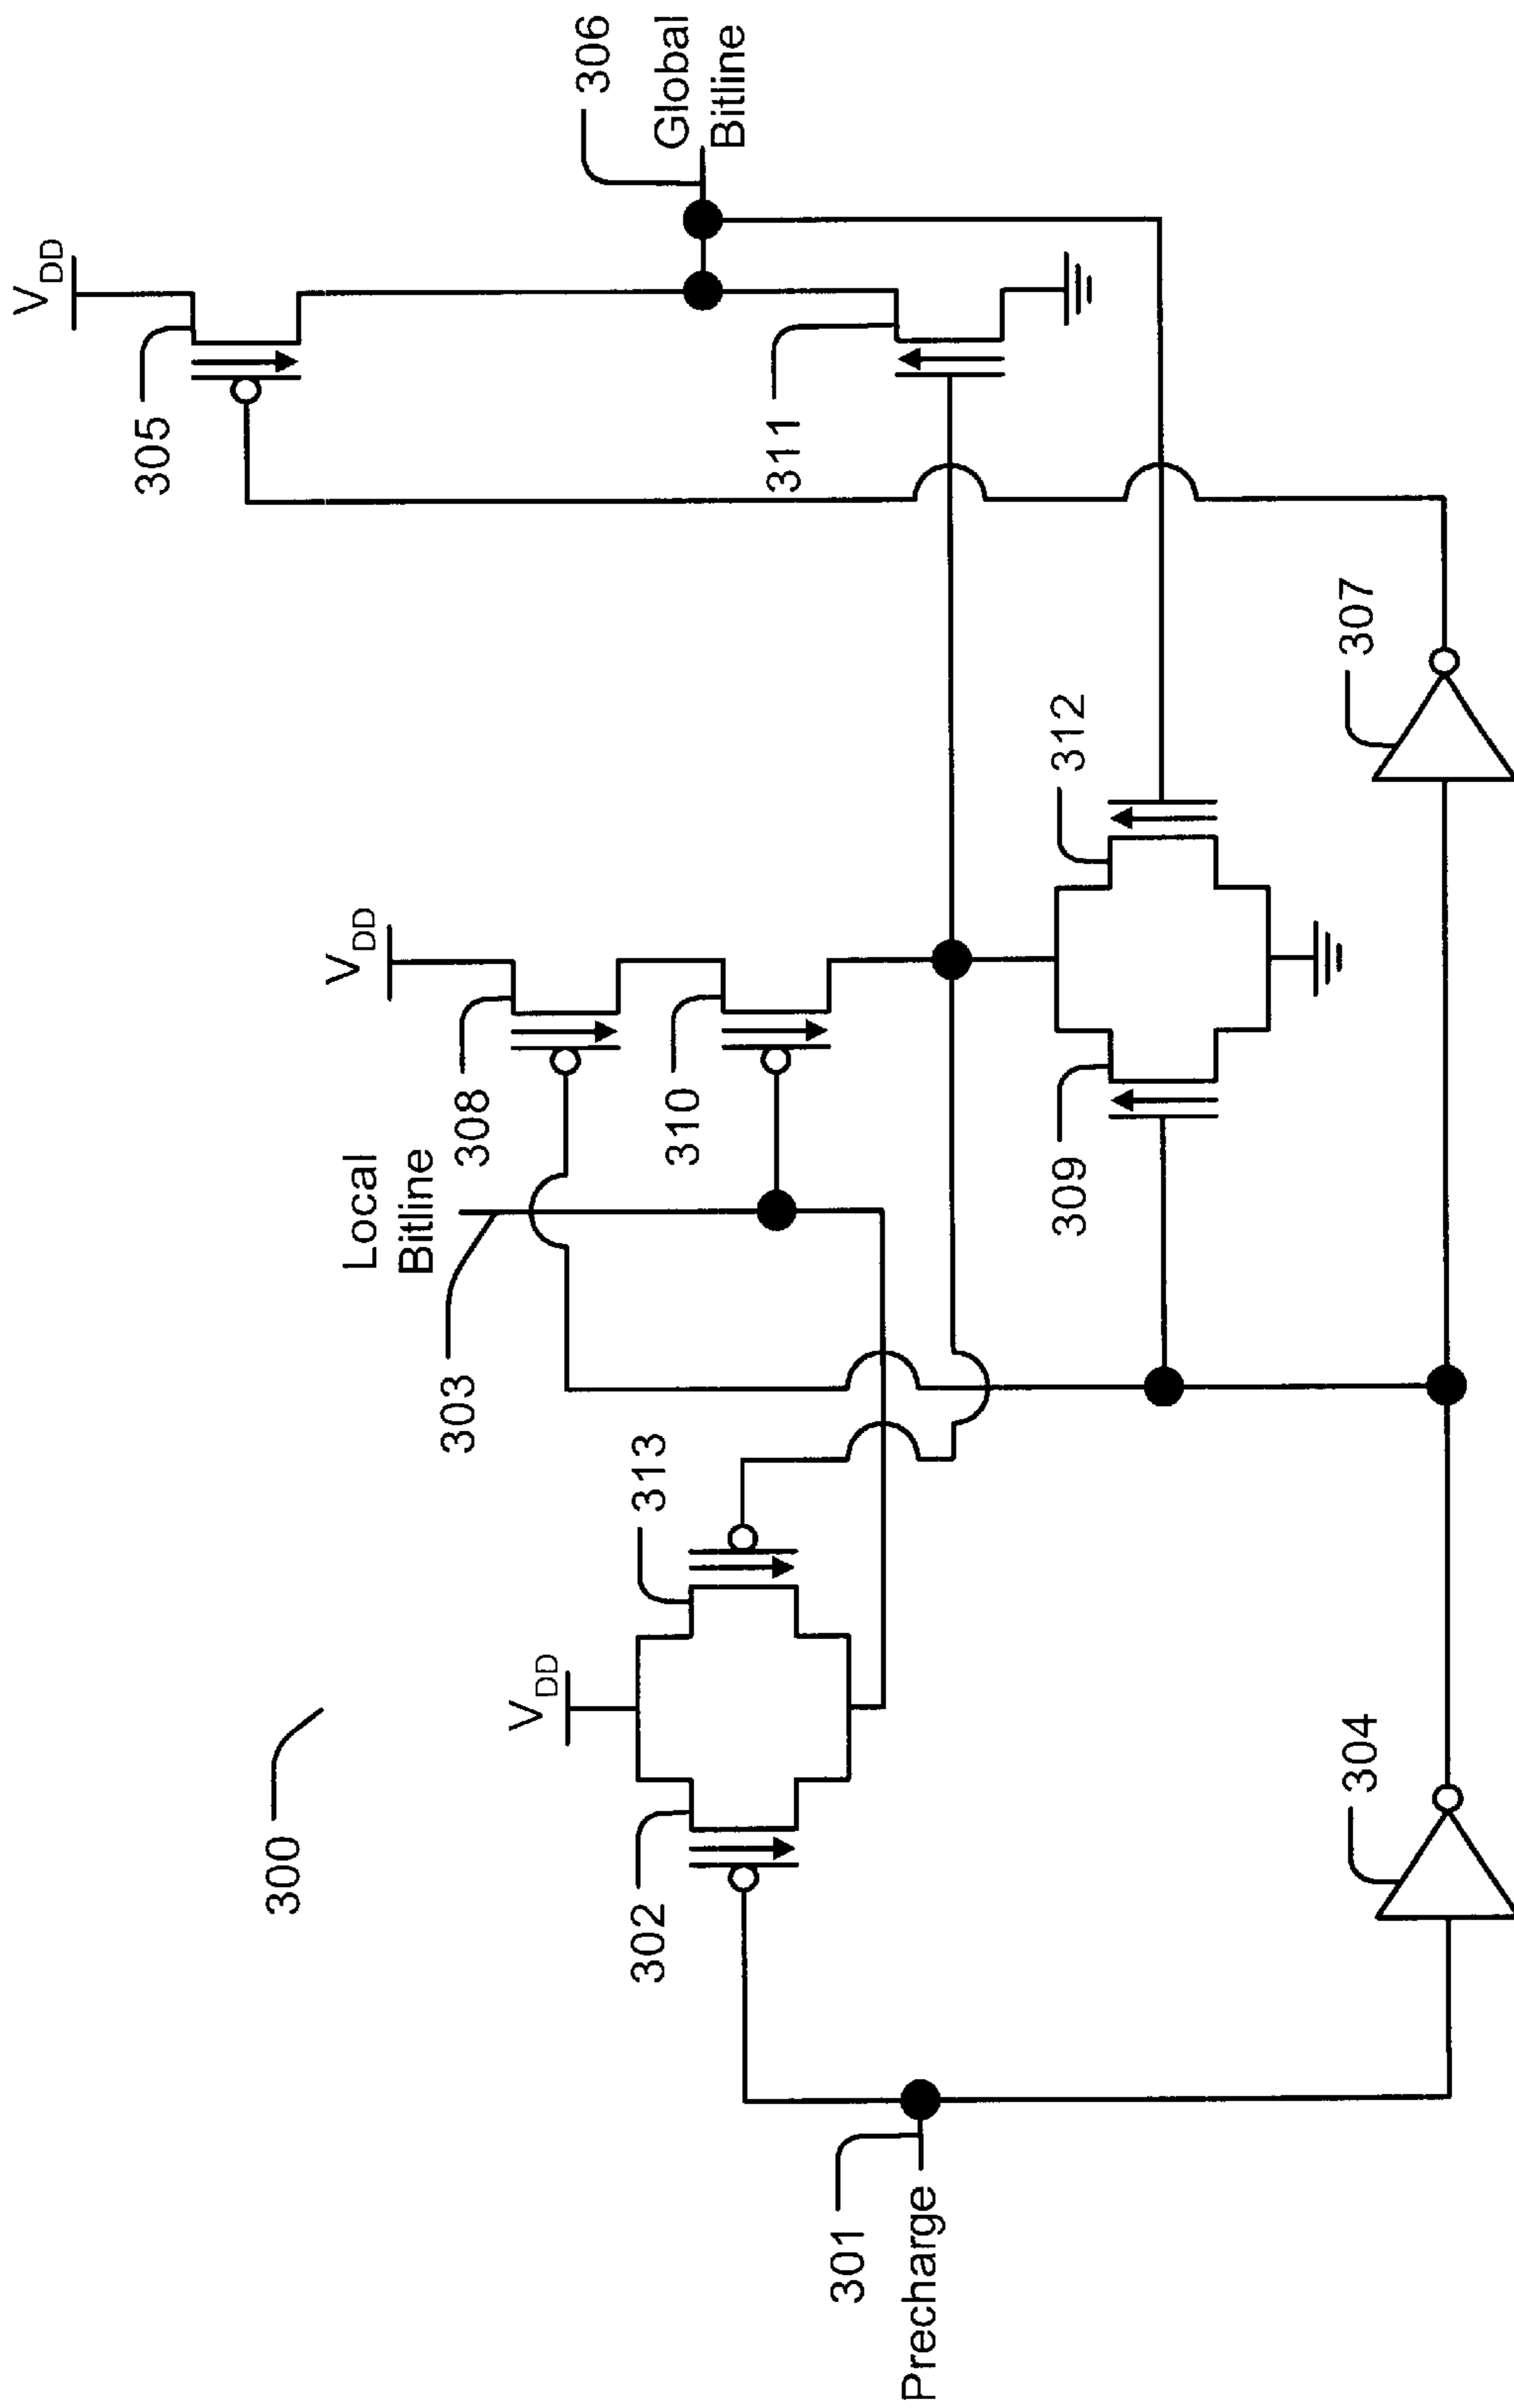 300
V_DD
302
313
303
Local
Bitline
V_DD
308
310
309
312
V_DD
305
311
306
Global
Bitline
301
Precharge
304
307